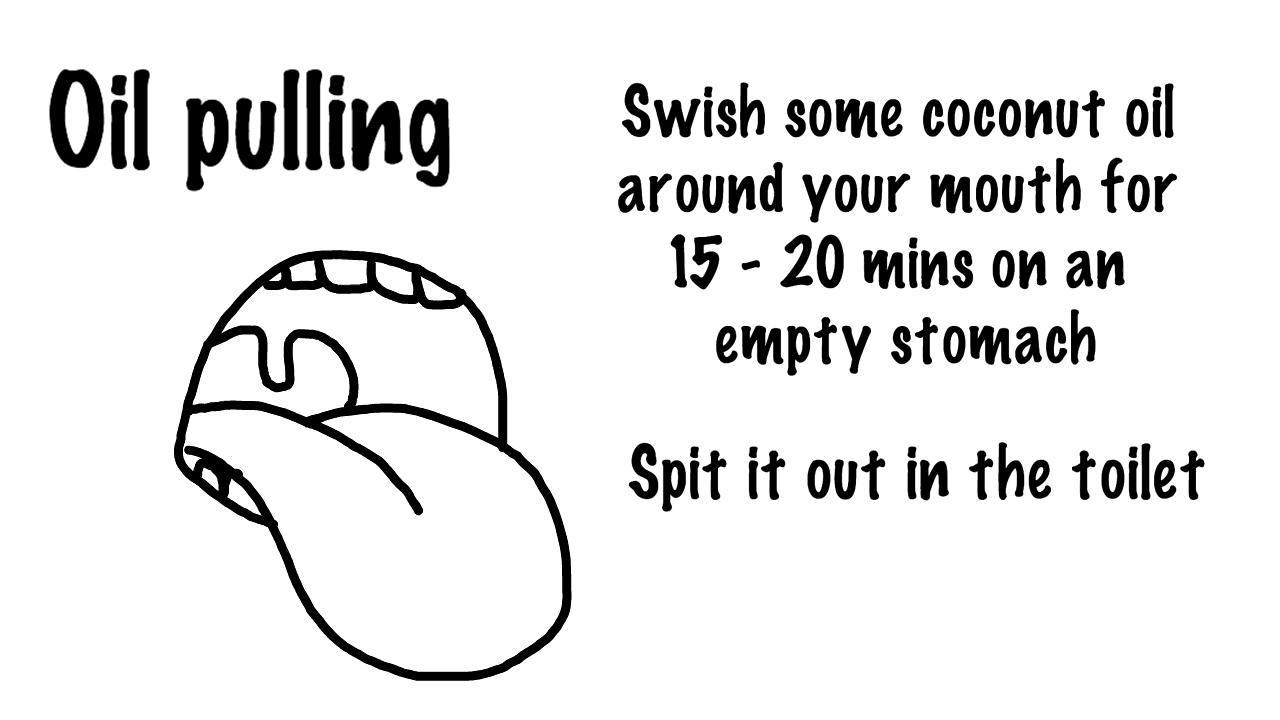 Oil pulling
Swish some coconut oil
around your mouth for
15 - 20 mins on an
empty stomach
Spit it out in the toilet